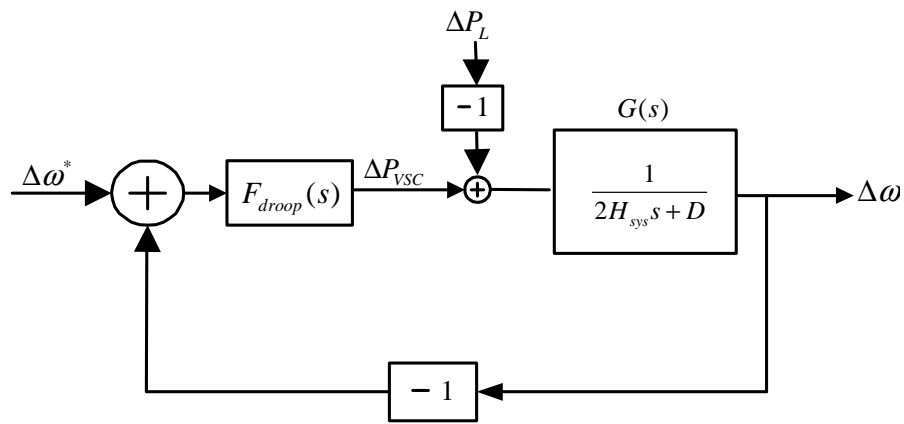 ΔP_L
− 1
G(s)
Δω*
+
F_droop(s)
ΔP_VSC
+
1
2H_sys s + D
Δω
− 1